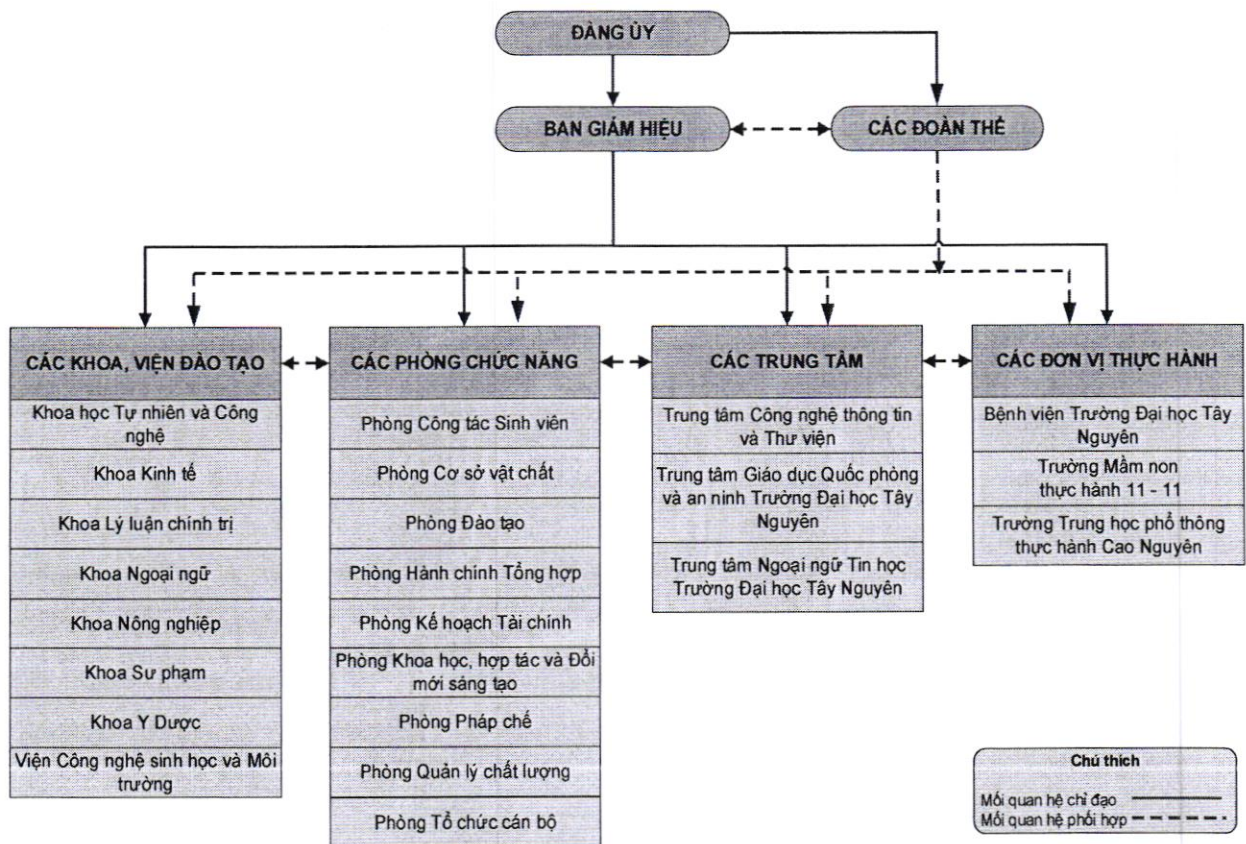 ĐẢNG ỦY
BAN GIÁM HIỆU
CÁC ĐOÀN THỂ
CÁC KHOA, VIỆN ĐÀO TẠO
Khoa học Tự nhiên và Công
nghệ
Khoa Kinh tế
Khoa Lý luận chính trị
Khoa Ngoại ngữ
Khoa Nông nghiệp
Khoa Sư phạm
Khoa Y Dược
Viện Công nghệ sinh học và Môi
trường
CÁC PHÒNG CHỨC NĂNG
Phòng Công tác Sinh viên
Phòng Cơ sở vật chất
Phòng Đào tạo
Phòng Hành chính Tổng hợp
Phòng Kế hoạch Tài chính
Phòng Khoa học, hợp tác và Đổi
mới sáng tạo
Phòng Pháp chế
Phòng Quản lý chất lượng
Phòng Tổ chức cán bộ
CÁC TRUNG TÂM
Trung tâm Công nghệ thông tin
và Thư viện
Trung tâm Giáo dục Quốc phòng
và an ninh Trường Đại học Tây
Nguyên
Trung tâm Ngoại ngữ Tin học
Trường Đại học Tây Nguyên
CÁC ĐƠN VỊ THỰC HÀNH
Bệnh viện Trường Đại học Tây
Nguyên
Trường Mầm non
thực hành 11 - 11
Trường Trung học phổ thông
thực hành Cao Nguyên
Chú thích
Mối quan hệ chỉ đạo
Mối quan hệ phối hợp